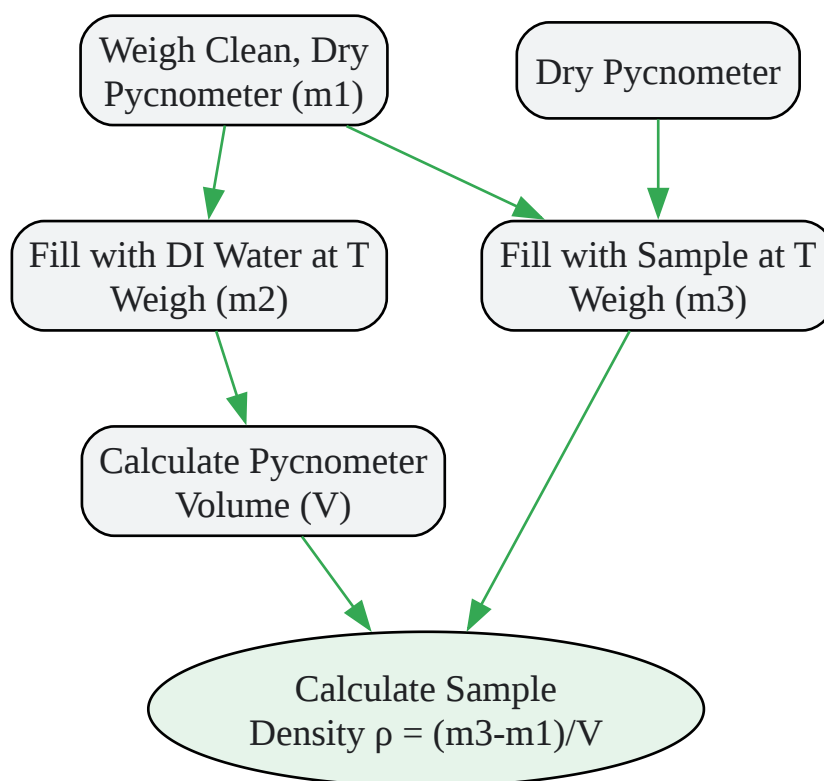 Weigh Clean, Dry
Pycnometer (m1)
Dry Pycnometer
Fill with DI Water at T
Weigh (m2)
Fill with Sample at T
Weigh (m3)
Calculate Pycnometer
Volume (V)
Calculate Sample
Density ρ = (m3-m1)/V